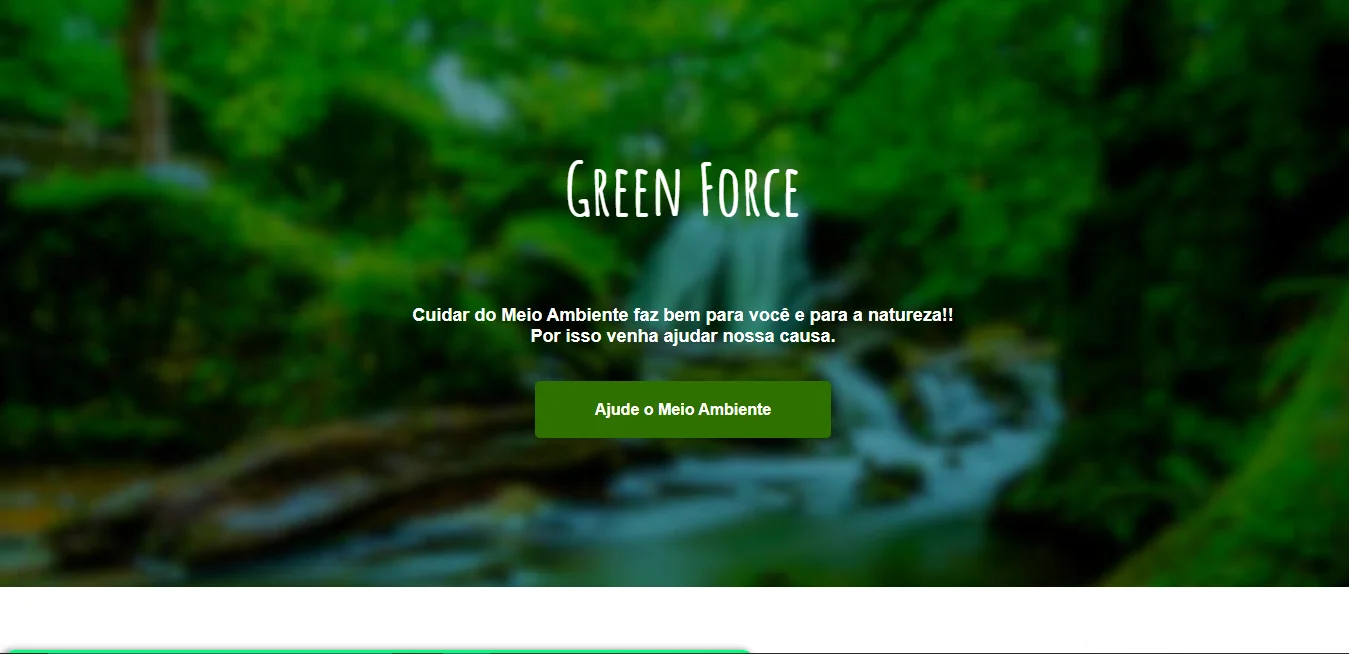 Green Force
Cuidar do Meio Ambiente faz bem para você e para a natureza!!
Por isso venha ajudar nossa causa.
Ajude o Meio Ambiente